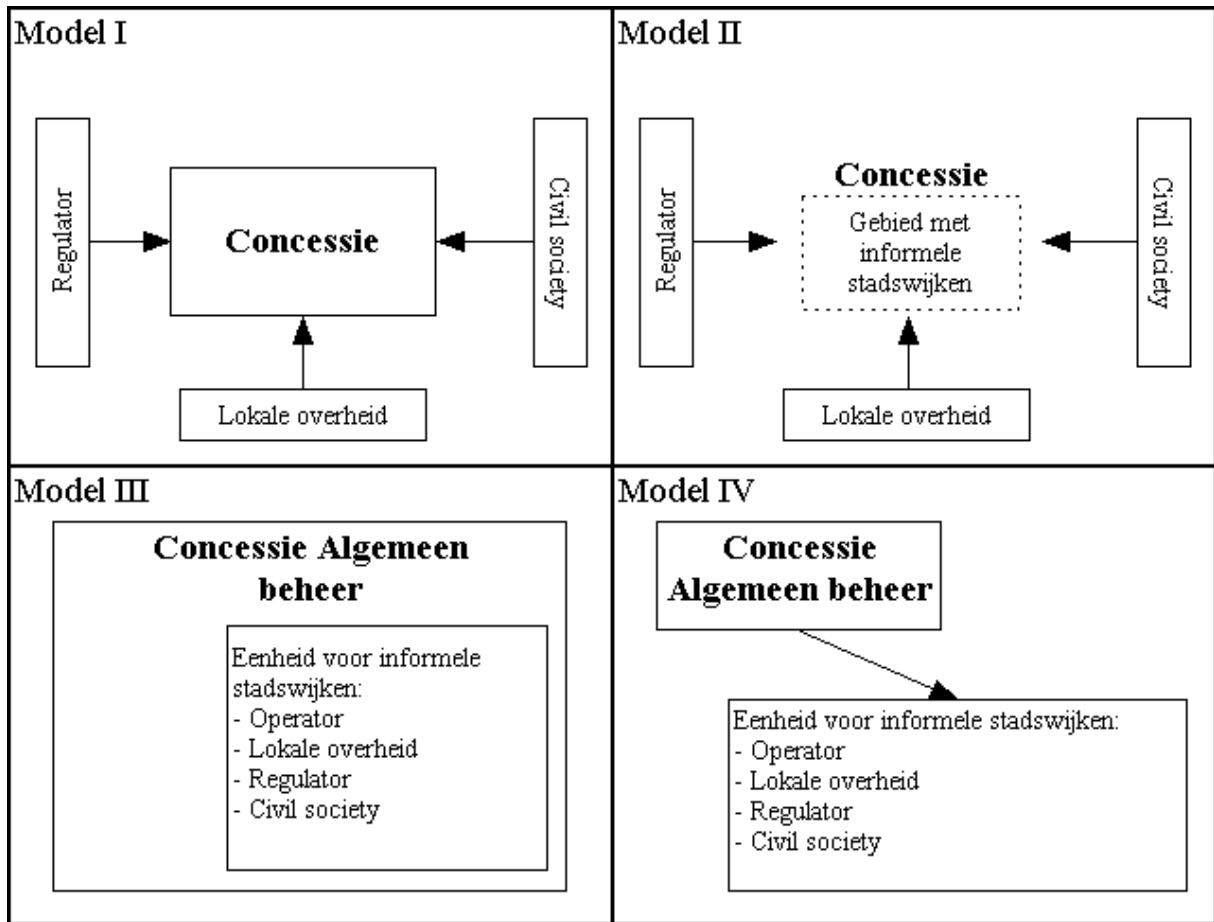 Model I
Regulator
Concessie
Civil society
Lokale overheid
Model II
Regulator
Concessie
Gebied met
informele
stadswijken
Civil society
Lokale overheid
Model III
Concessie Algemeen
beheer
Eenheid voor informele
stadswijken:
- Operator
- Lokale overheid
- Regulator
- Civil society
Model IV
Concessie
Algemeen beheer
Eenheid voor informele stadswijken:
- Operator
- Lokale overheid
- Regulator
- Civil society